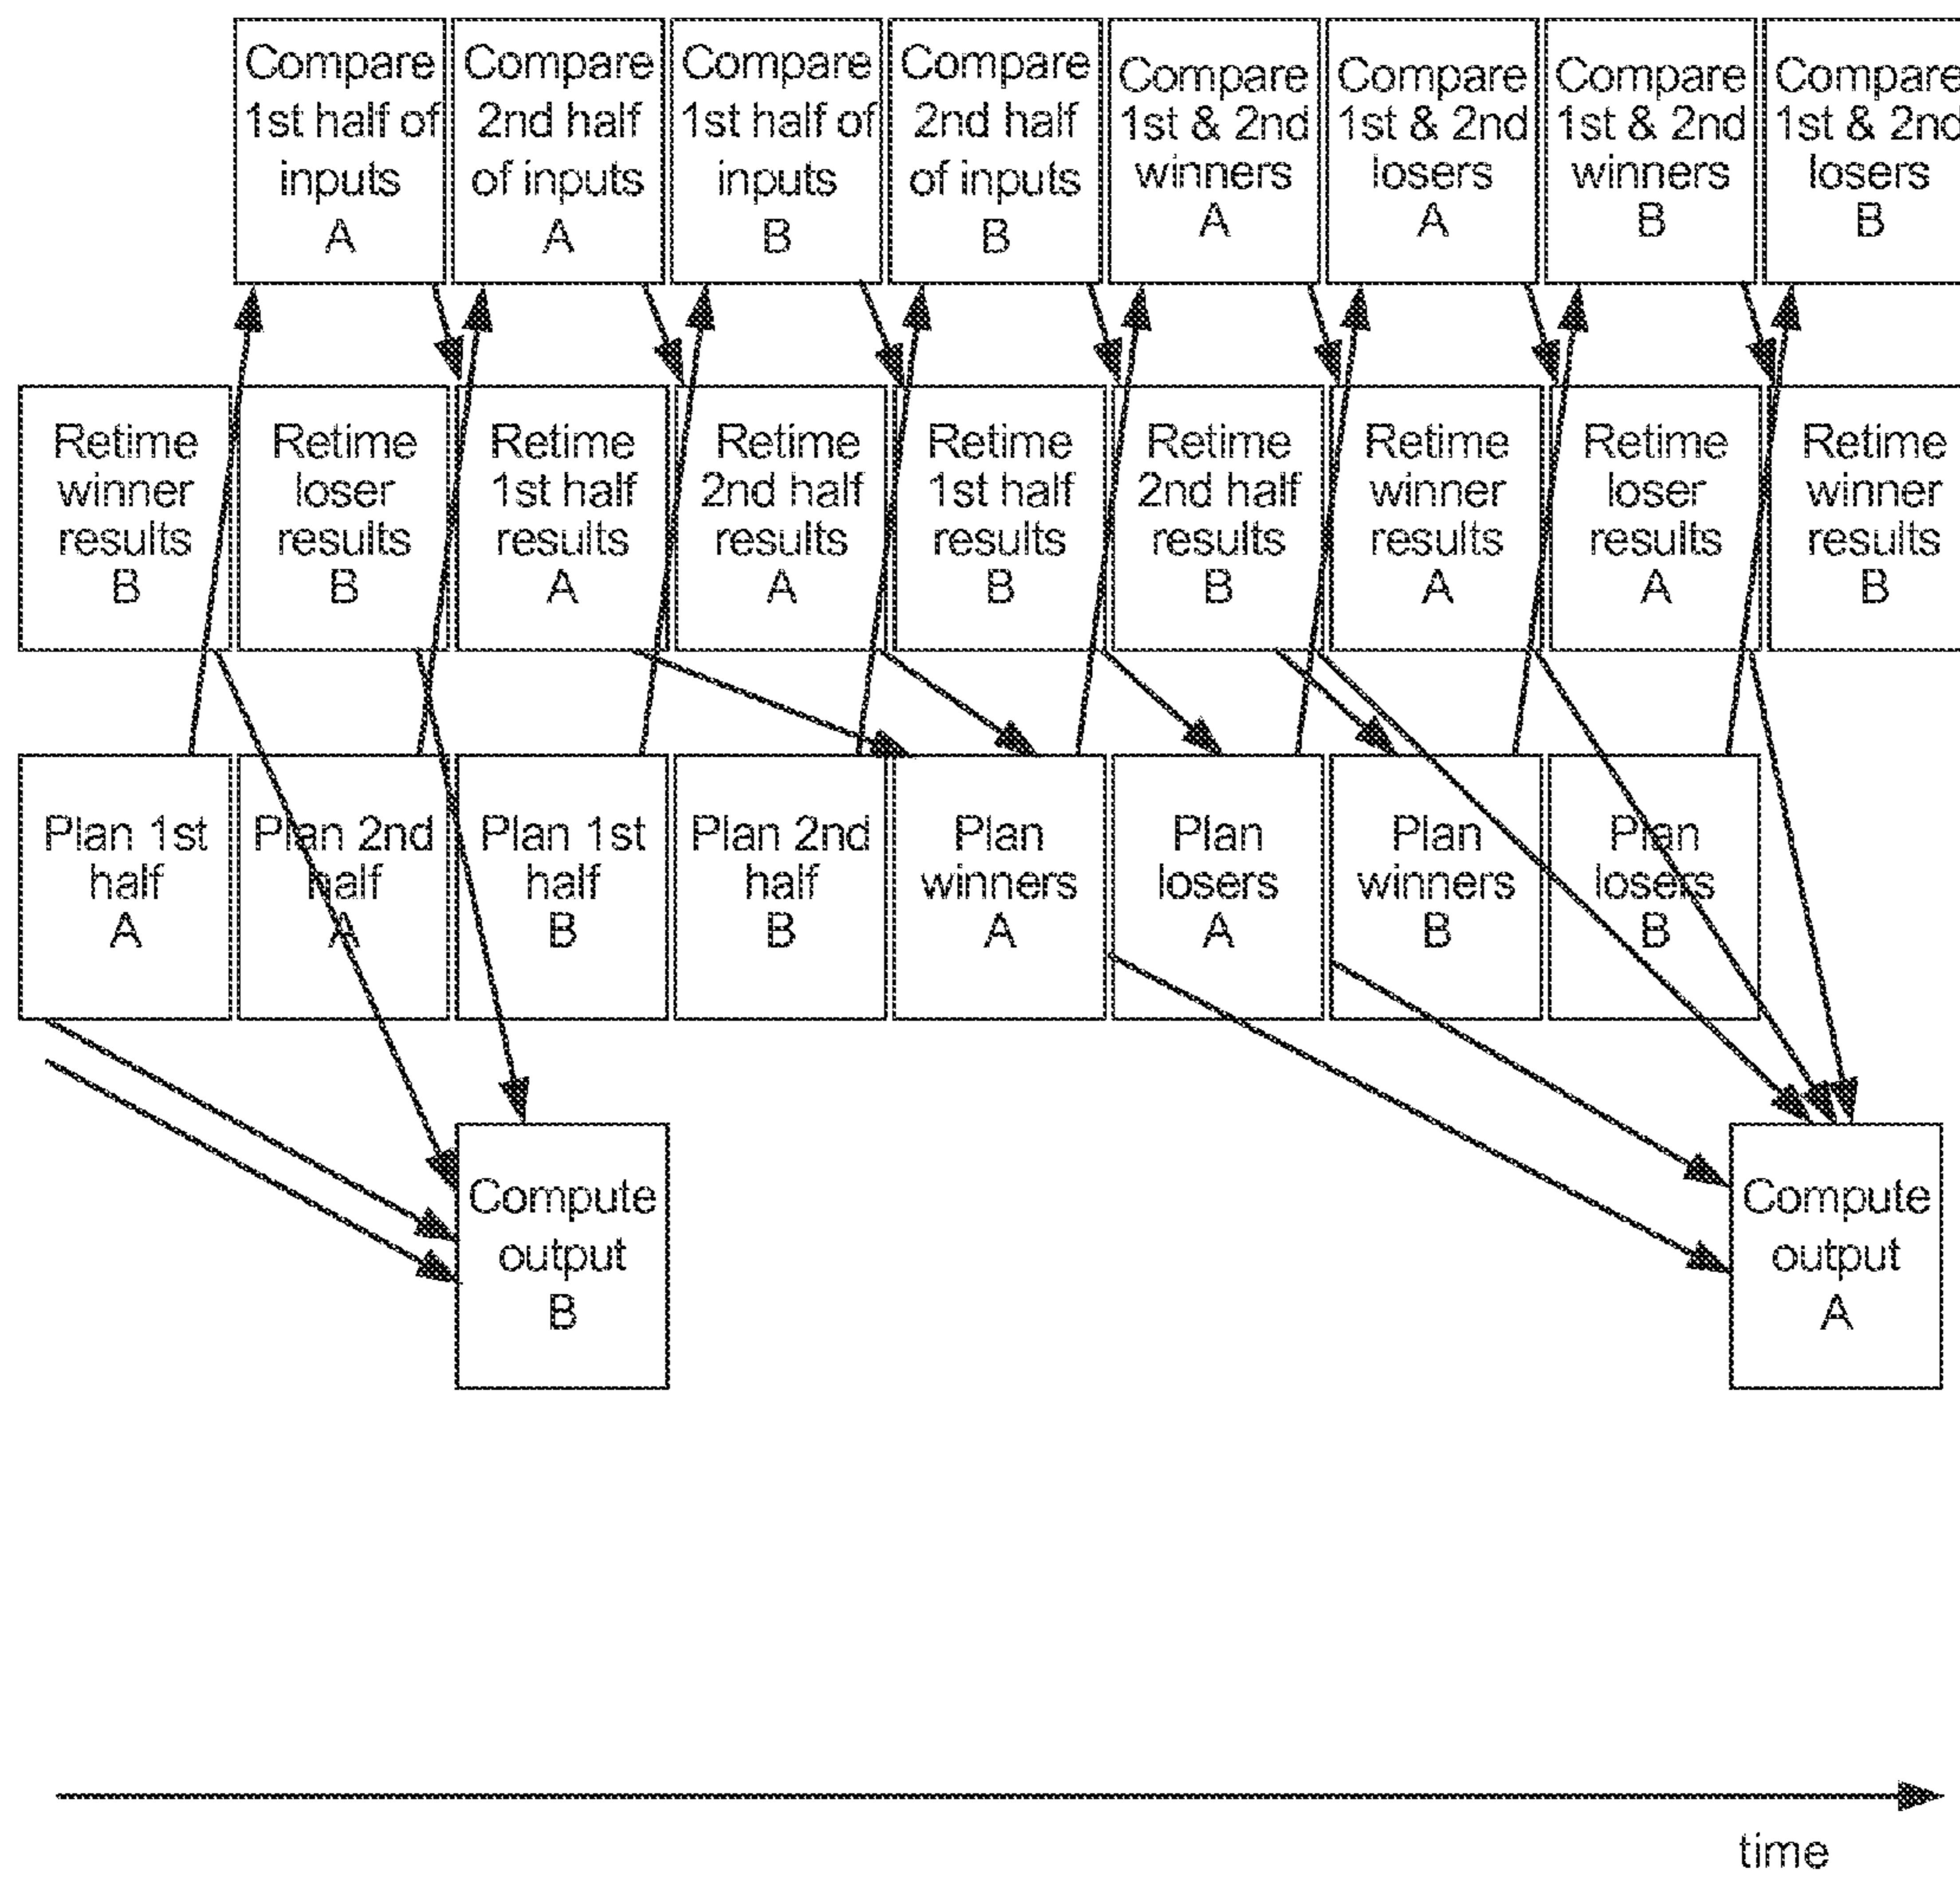 Compare
1st half of
inputs
A
Compare
2nd half
of inputs
A
Compare
1st half of
inputs
B
Compare
2nd half
of inputs
B
Compare
1st & 2nd
winners
A
Compare
1st & 2nd
losers
A
Compare
1st & 2nd
winners
B
Compare
1st & 2nd
losers
B
Retime
winner
results
B
Retime
loser
results
B
Retime
1st half
results
A
Retime
2nd half
results
A
Retime
1st half
results
B
Retime
2nd half
results
B
Retime
winner
results
A
Retime
loser
results
A
Retime
winner
results
B
Plan 1st
half
A
Plan 2nd
half
A
Plan 1st
half
B
Plan 2nd
half
B
Plan
winners
A
Plan
losers
A
Plan
winners
B
Plan
losers
B
Compute
output
B
Compute
output
A
time